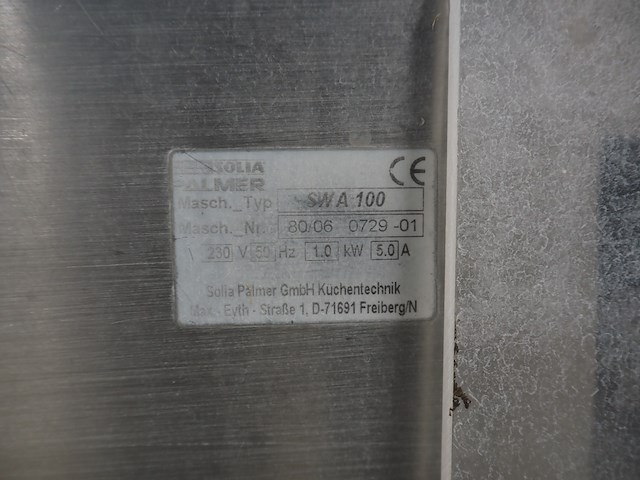 SOLIA
PALMER
CE
Masch._Typ SWA 100
Masch._Nr. 80/06 0729-01
230 V 50 Hz 1.0 kW 5.0 A
Solia Palmer GmbH Küchentechnik
Max - Eyth - Straße 1, D-71691 Freiberg/N